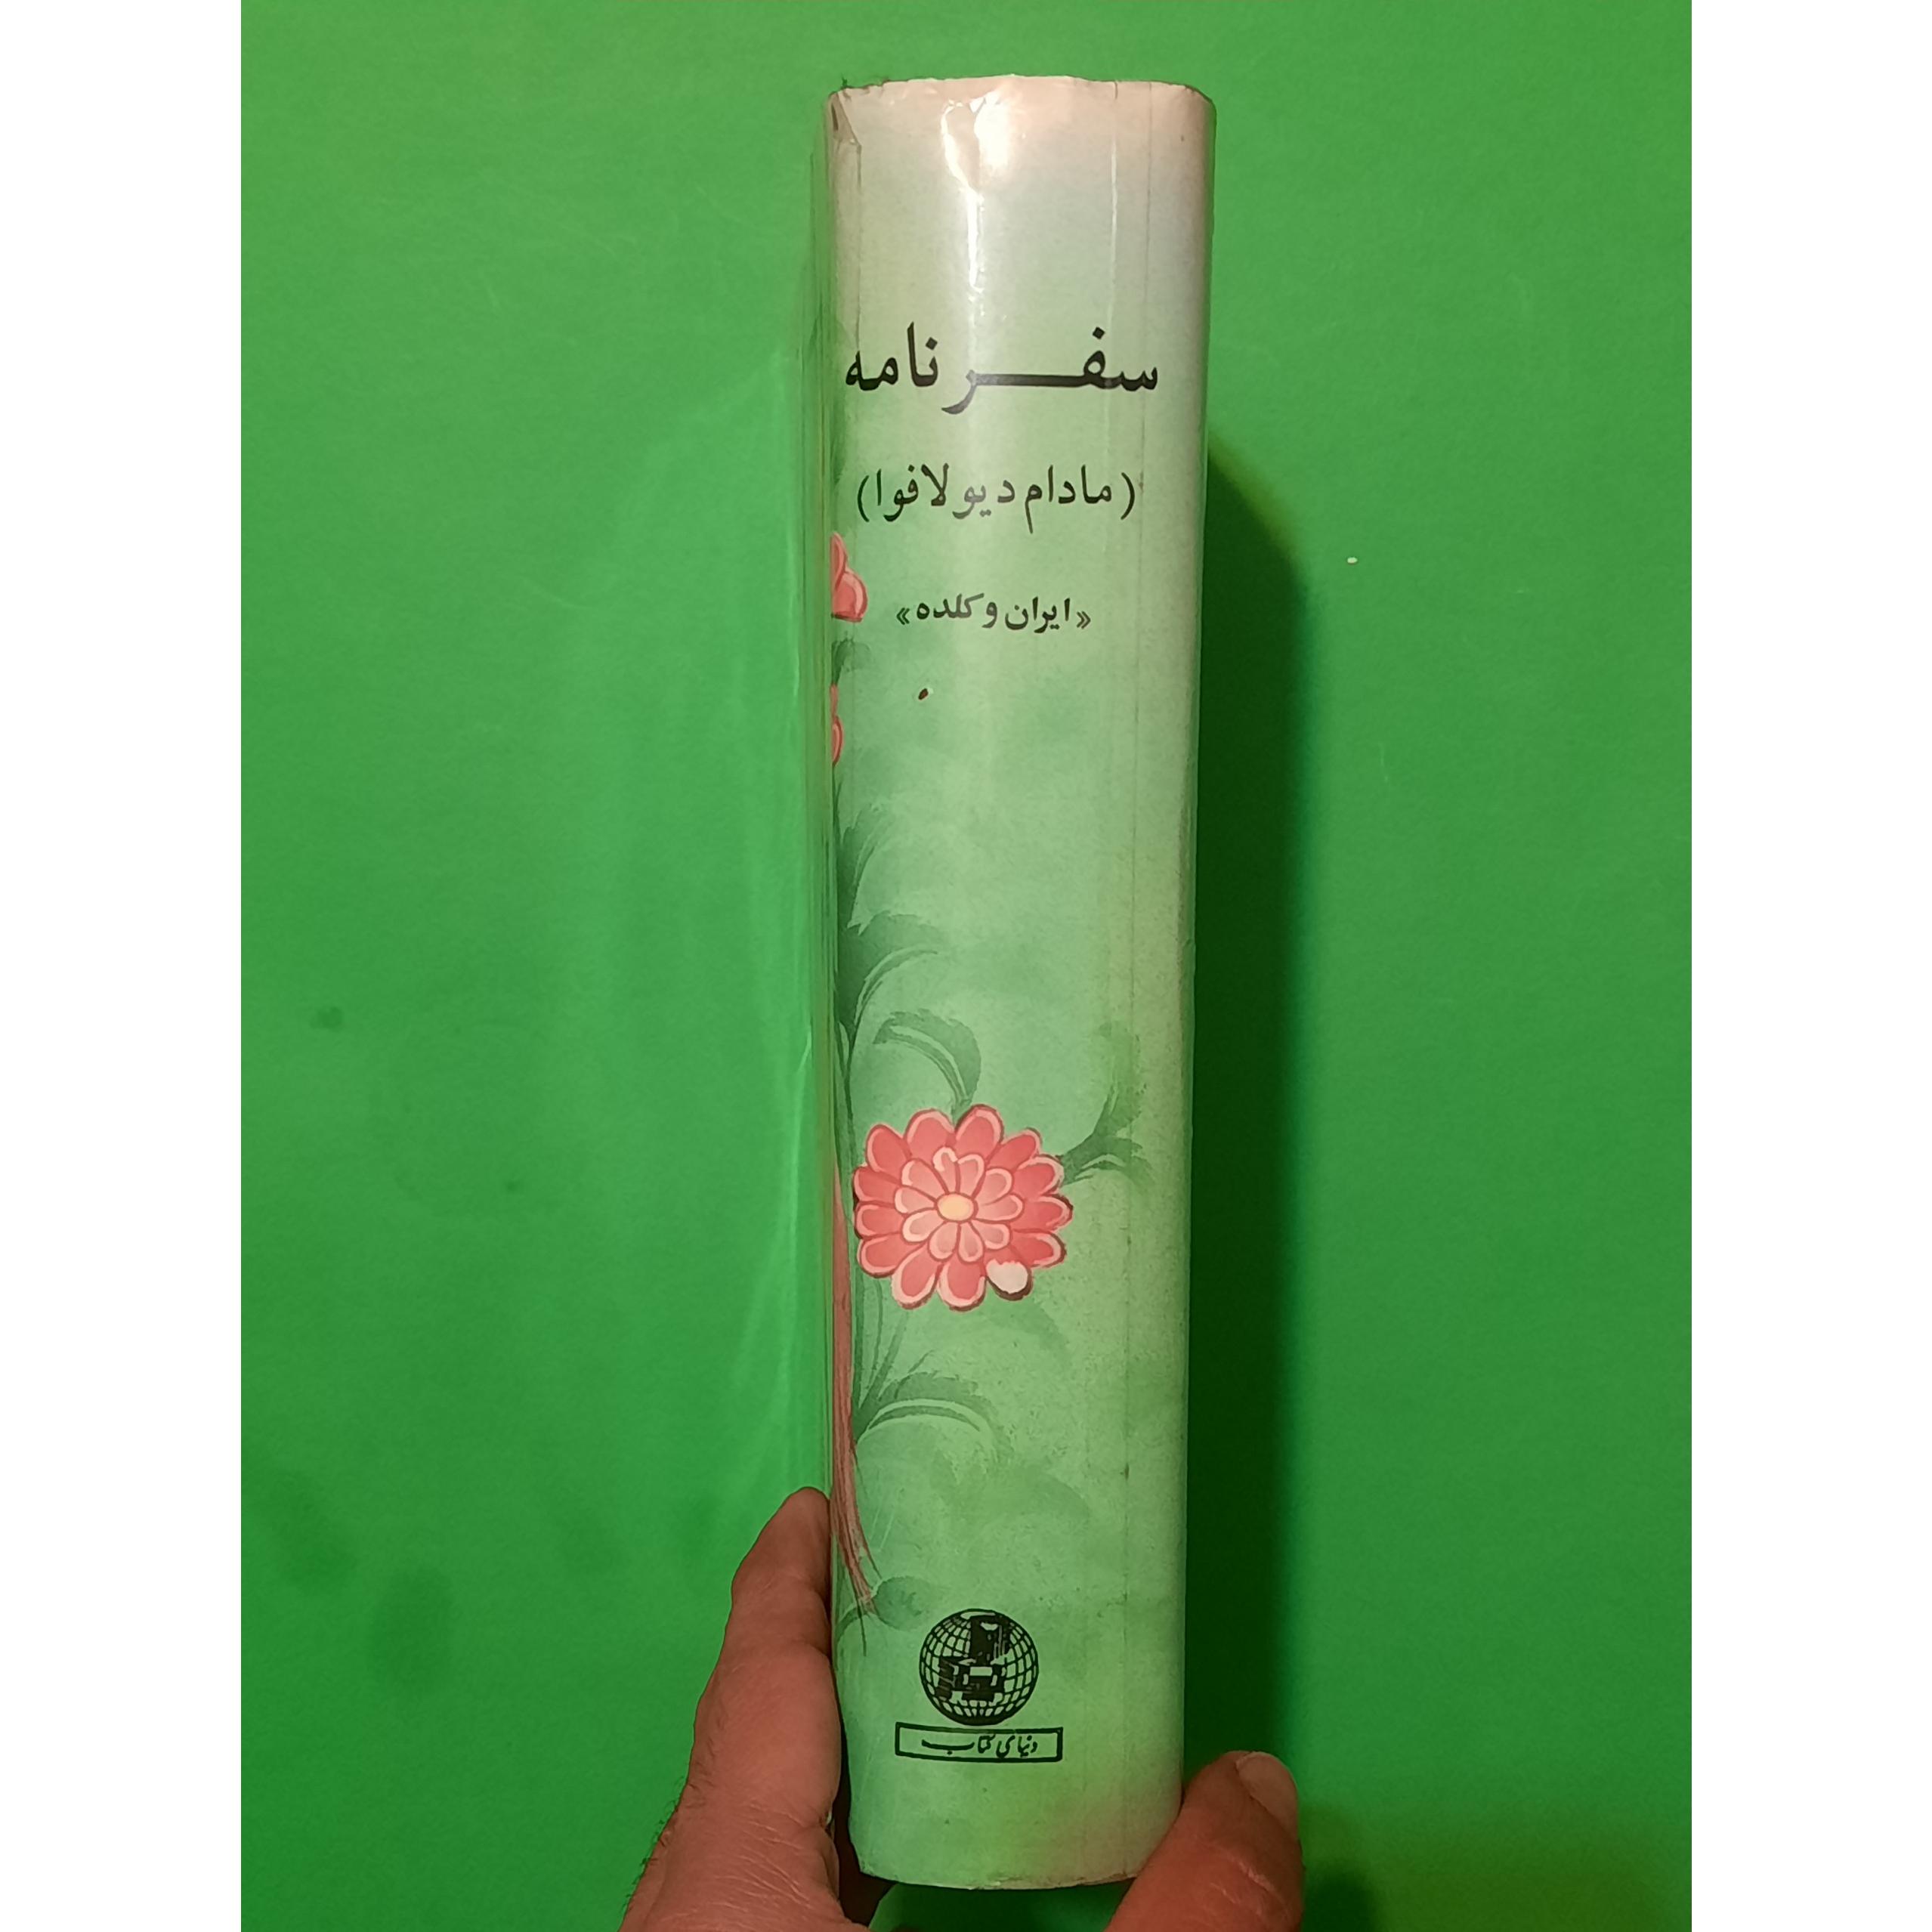 سفرنامه
(مادام دیولافوا)
«ایران و کلده»
دنیای کتاب